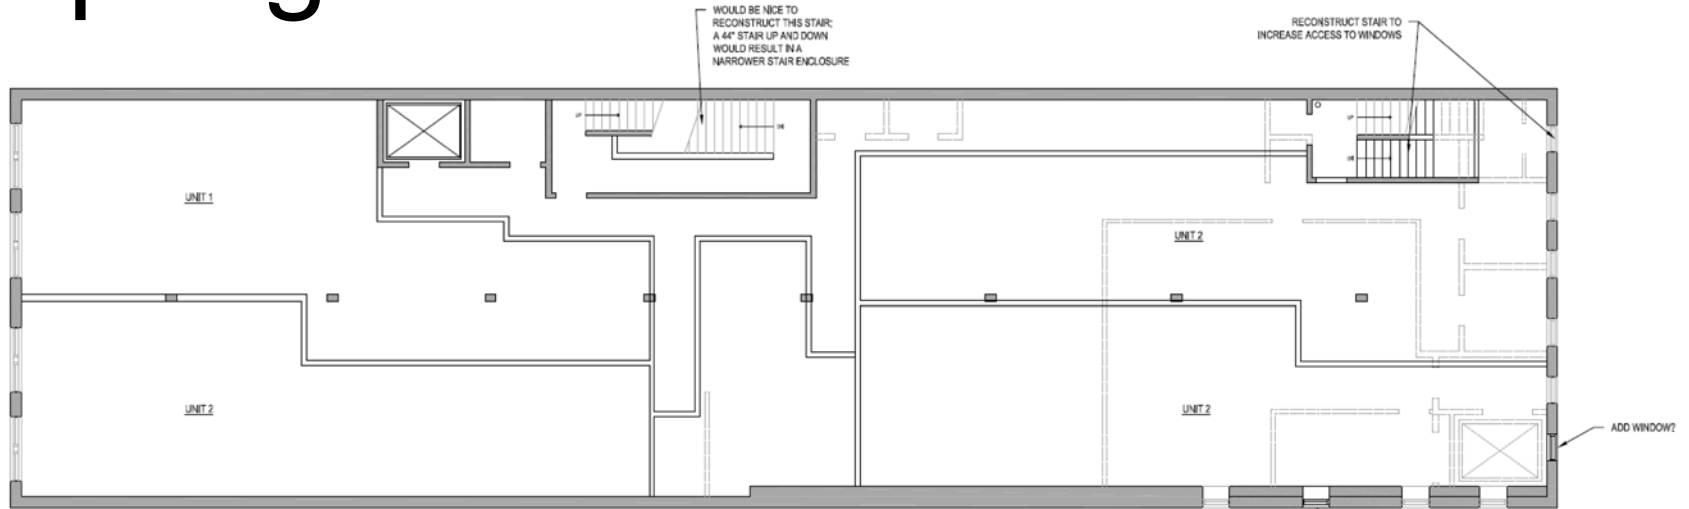 WOULD BE NICE TO
RECONSTRUCT THIS STAIR;
A 44" STAIR UP AND DOWN
WOULD RESULT IN A
NARROWER STAIR ENCLOSURE
RECONSTRUCT STAIR TO
INCREASE ACCESS TO WINDOWS
UP
DN
UP
DN
UNIT 1
UNIT 2
UNIT 2
UNIT 2
ADD WINDOW?